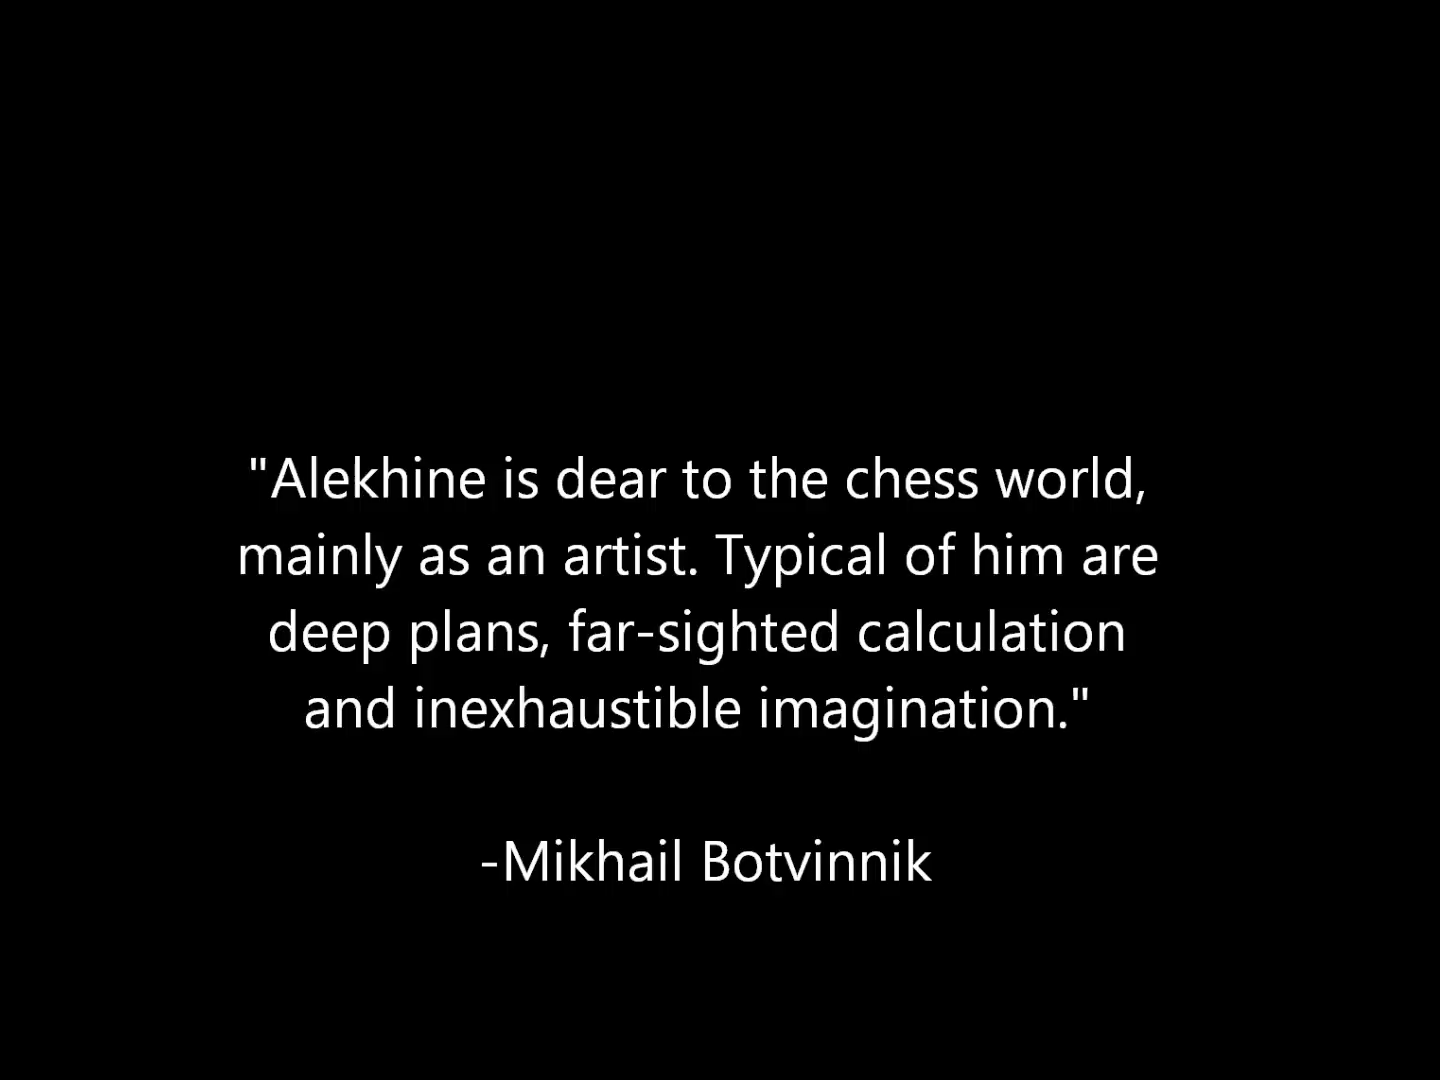 "Alekhine is dear to the chess world,
mainly as an artist. Typical of him are
deep plans, far-sighted calculation
and inexhaustible imagination."
-Mikhail Botvinnik